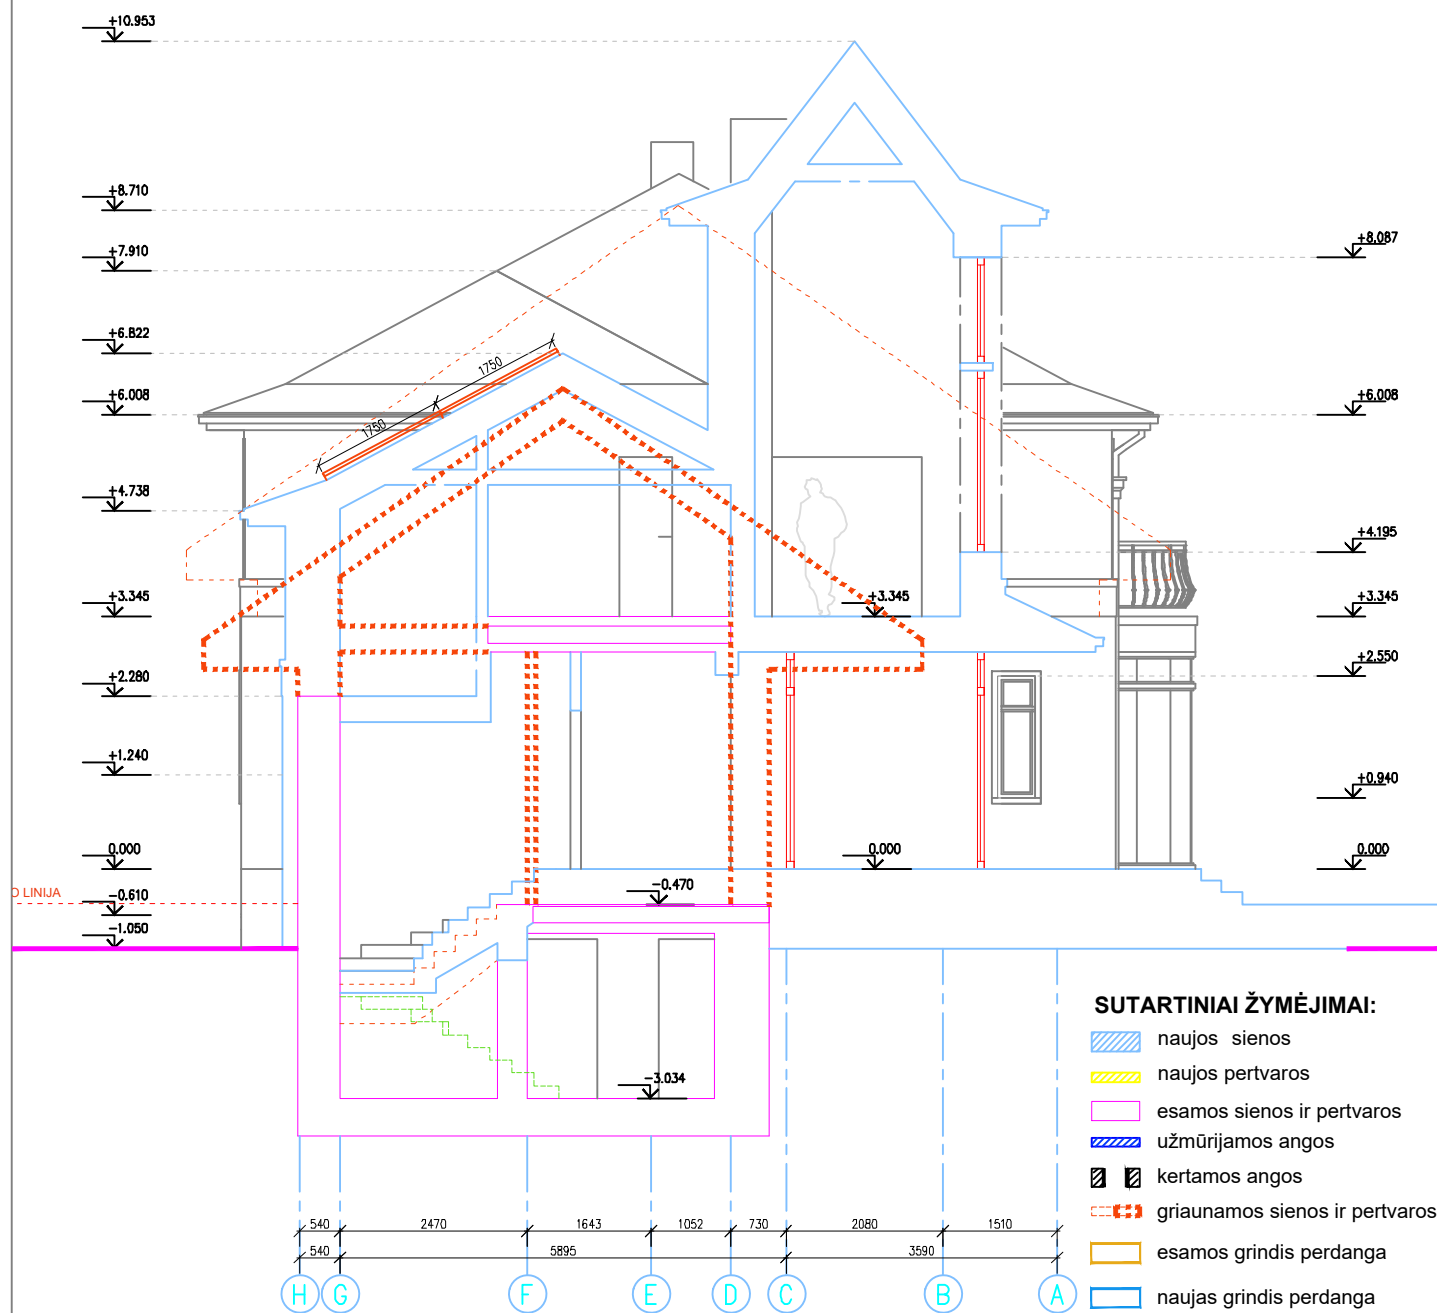 +10.953
+8.710
+7.910
+8.087
+6.822
1750
1750
+6.008
+6.008
+4.738
+4.195
+3.345
+3.345
+3.345
+2.550
+2.280
+1.240
+0.940
0.000
0.000
0.000
O LINIJA
-0.610
-0.470
-1.050
-3.034
SUTARTINIAI ŽYMĖJIMAI:
naujos sienos
naujos pertvaros
esamos sienos ir pertvaros
užmūrijamos angos
kertamos angos
griaunamos sienos ir pertvaros
esamos grindis perdanga
naujas grindis perdanga
540 2470 1643 1052 730 2080 1510
540 5895 3590
H G F E D C B A